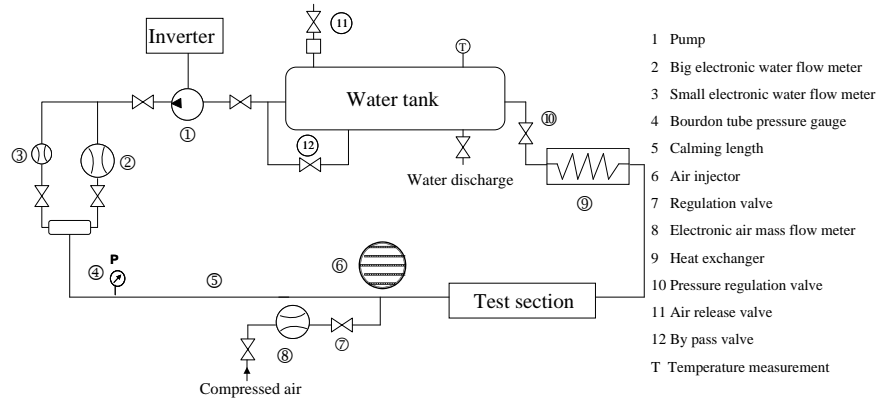 Inverter
11
T
Water tank
①
②
③
12
⑩
Water discharge
⑨
P
④
⑤
⑥
Test section
⑦
⑧
Compressed air
1 Pump
2 Big electronic water flow meter
3 Small electronic water flow meter
4 Bourdon tube pressure gauge
5 Calming length
6 Air injector
7 Regulation valve
8 Electronic air mass flow meter
9 Heat exchanger
10 Pressure regulation valve
11 Air release valve
12 By pass valve
T Temperature measurement